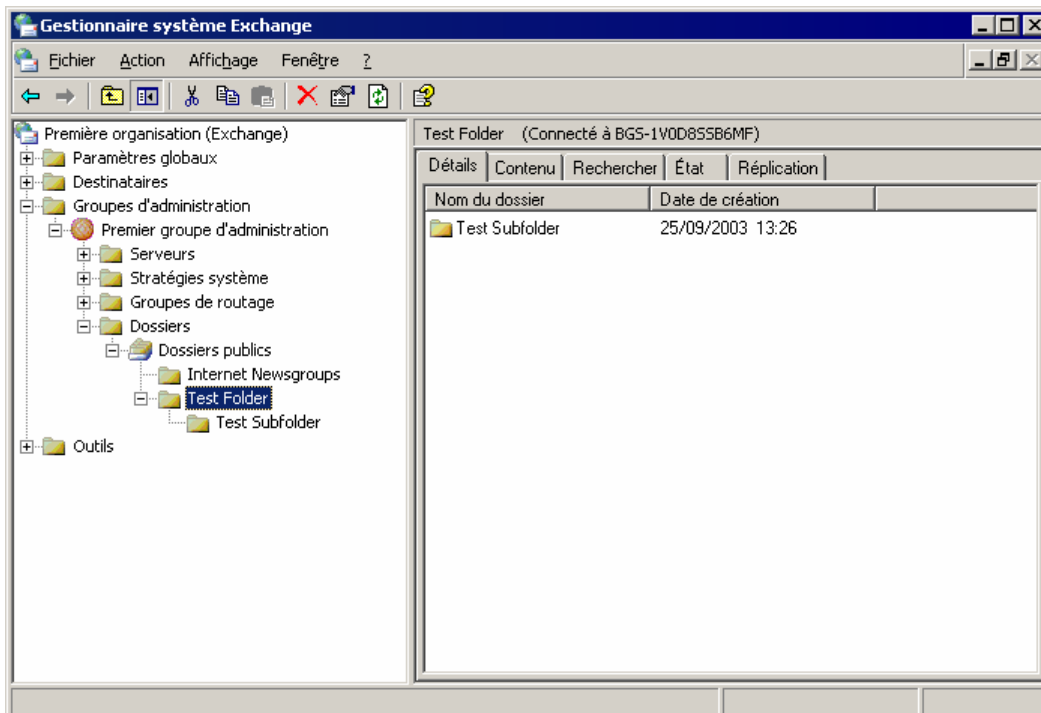 Gestionnaire système Exchange
Fichier Action Affichage Fenêtre ?
Première organisation (Exchange)
Paramètres globaux
Destinataires
Groupes d'administration
Premier groupe d'administration
Serveurs
Stratégies système
Groupes de routage
Dossiers
Dossiers publics
Internet Newsgroups
Test Folder
Test Subfolder
Outils
Test Folder (Connecté à BGS-1V0D8SSB6MF)
Détails Contenu Rechercher État Réplication
Nom du dossier Date de création
Test Subfolder 25/09/2003 13:26